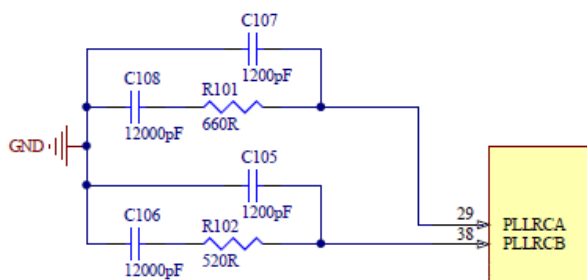 C107
1200pF
C108
R101
12000pF
660R
GND
C105
1200pF
C106
R102
12000pF
520R
29
PLLRCA
38
PLLRCB